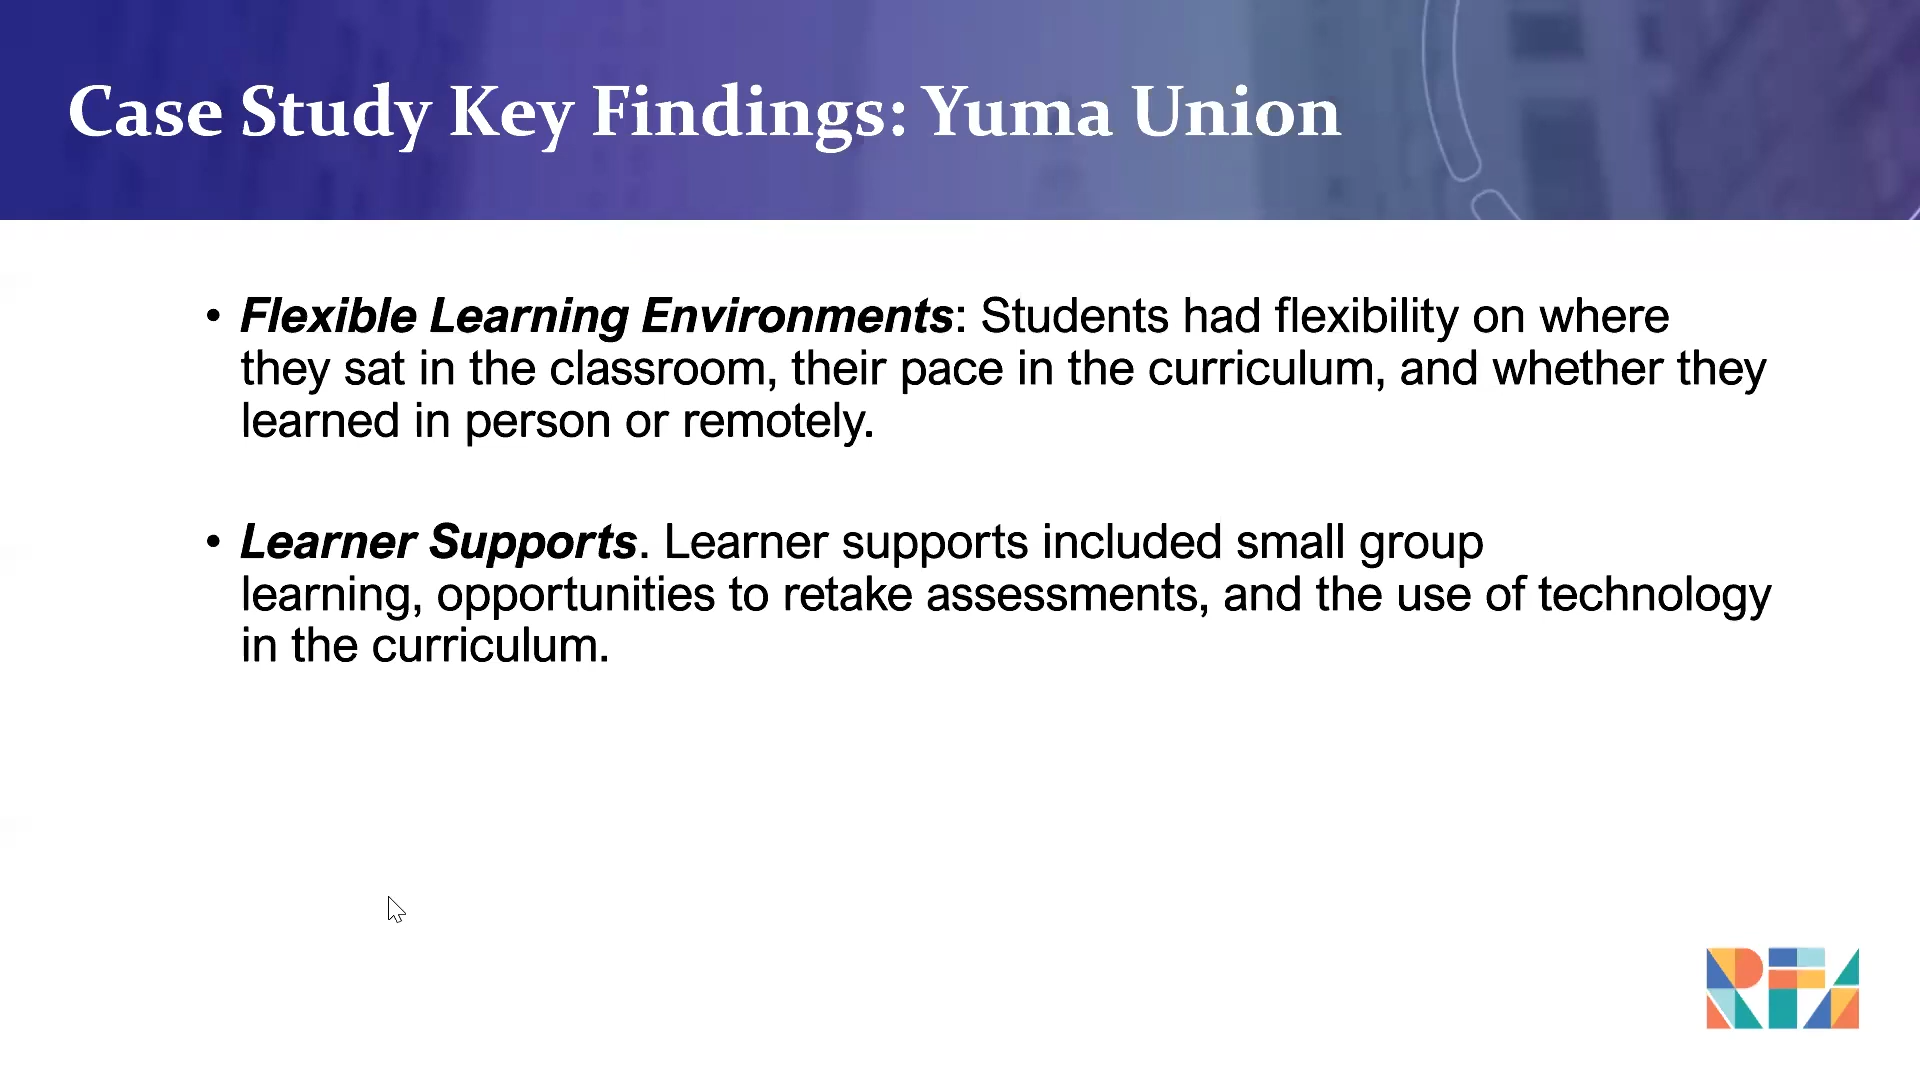 Case Study Key Findings: Yuma Union
• Flexible Learning Environments: Students had flexibility on where
they sat in the classroom, their pace in the curriculum, and whether they
learned in person or remotely.
• Learner Supports. Learner supports included small group
learning, opportunities to retake assessments, and the use of technology
in the curriculum.
RFA